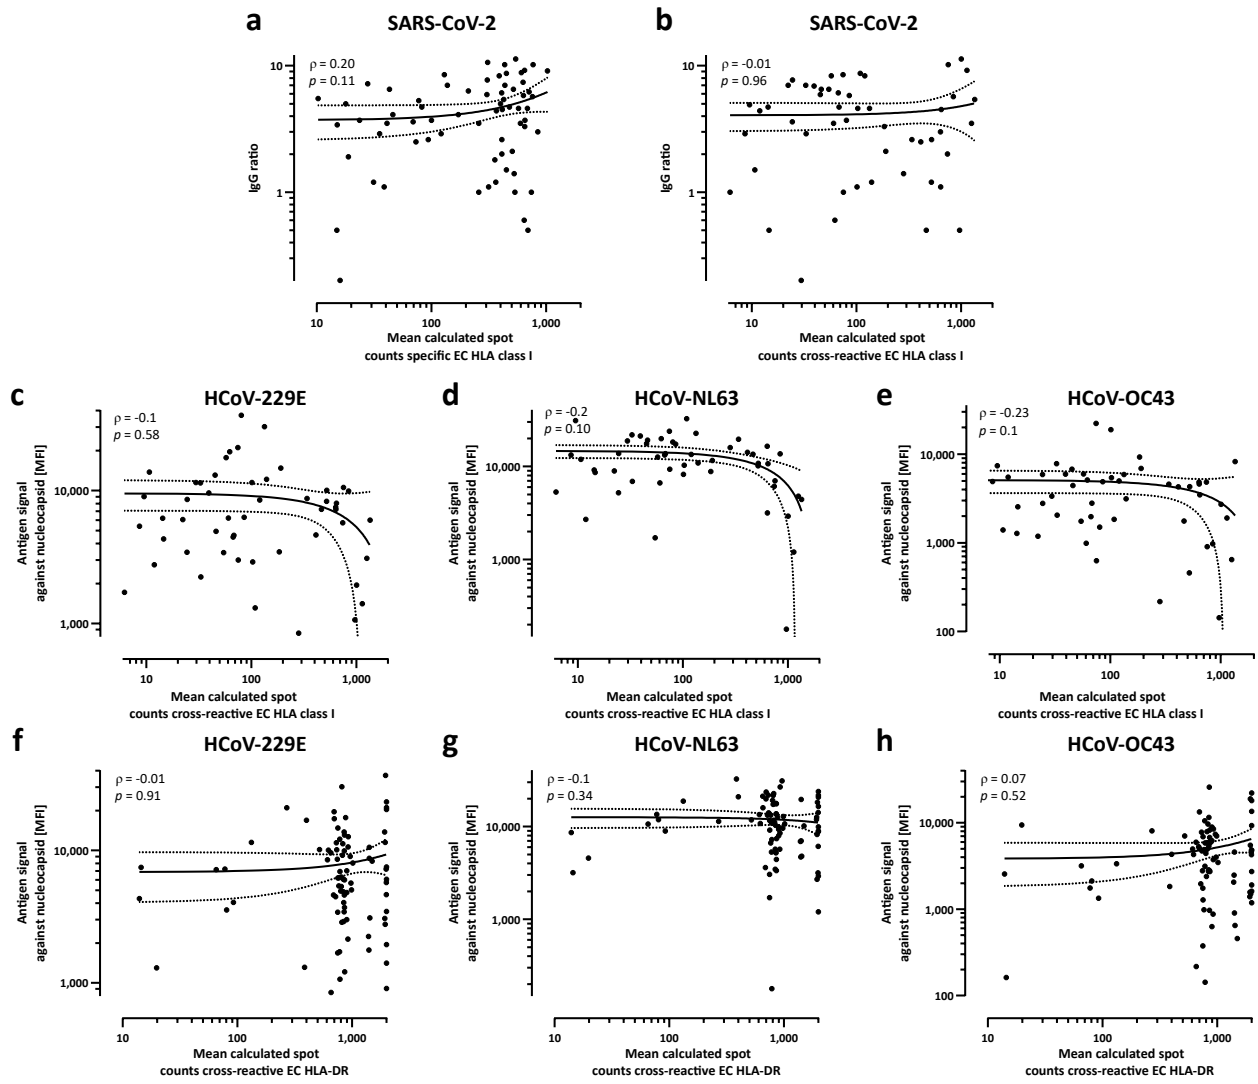 a
SARS-CoV-2
ρ = 0.20
p = 0.11
IgG ratio
10
1
10
100
1,000
Mean calculated spot
counts specific EC HLA class I
b
SARS-CoV-2
ρ = -0.01
p = 0.96
IgG ratio
10
1
10
100
1,000
Mean calculated spot
counts cross-reactive EC HLA class I
c
HCoV-229E
ρ = -0.1
p = 0.58
Antigen signal
against nucleocapsid [MFI]
10,000
1,000
10
100
1,000
Mean calculated spot
counts cross-reactive EC HLA class I
d
HCoV-NL63
ρ = -0.2
p = 0.10
Antigen signal
against nucleocapsid [MFI]
10,000
1,000
10
100
1,000
Mean calculated spot
counts cross-reactive EC HLA class I
e
HCoV-OC43
ρ = -0.23
p = 0.1
Antigen signal
against nucleocapsid [MFI]
10,000
1,000
100
10
100
1,000
Mean calculated spot
counts cross-reactive EC HLA class I
f
HCoV-229E
ρ = -0.01
p = 0.91
Antigen signal
against nucleocapsid [MFI]
10,000
1,000
10
100
1,000
Mean calculated spot
counts cross-reactive EC HLA-DR
g
HCoV-NL63
ρ = -0.1
p = 0.34
Antigen signal
against nucleocapsid [MFI]
10,000
1,000
10
100
1,000
Mean calculated spot
counts cross-reactive EC HLA-DR
h
HCoV-OC43
ρ = 0.07
p = 0.52
Antigen signal
against nucleocapsid [MFI]
10,000
1,000
100
10
100
1,000
Mean calculated spot
counts cross-reactive EC HLA-DR